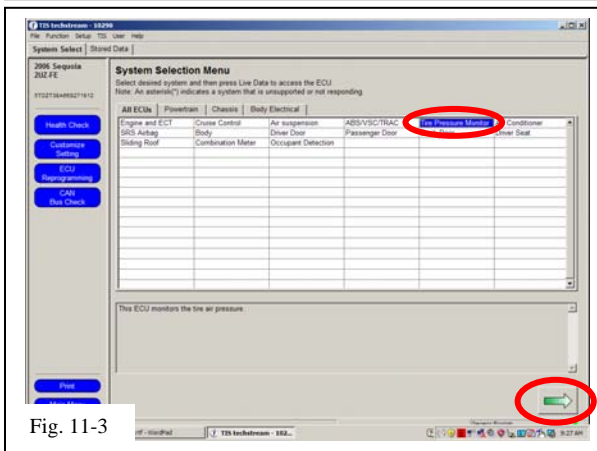 TIS techstream - 10290
File Function Setup TIS User Help
System Select Stored Data
2006 Sequoia
2UZ-FE
System Selection Menu
Select desired system and then press Live Data to access the ECU
Note: An asterisk(*) indicates a system that is unsupported or not responding.
All ECUs Powertrain Chassis Body Electrical
Engine and ECT Cruise Control Air suspension ABS/VSC/TRAC Tire Pressure Monitor Conditioner
SRS Airbag Body Driver Door Passenger Door Driver Seat
Sliding Roof Combination Meter Occupant Detection
Health Check
Customize
Setting
ECU
Reprogramming
CAN
Bus Check
This ECU monitors the tire air pressure.
Print
Fig. 11-3
WordPad TIS techstream - 102... 9:27 AM